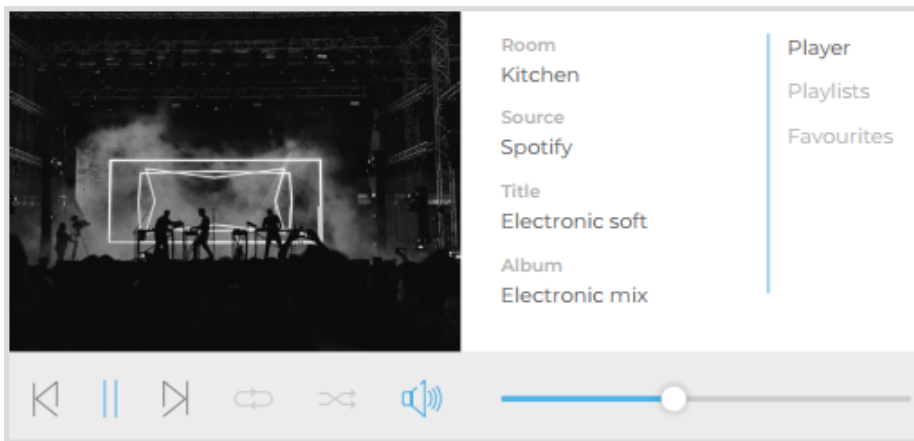 Room
Kitchen
Source
Spotify
Title
Electronic soft
Album
Electronic mix
Player
Playlists
Favourites